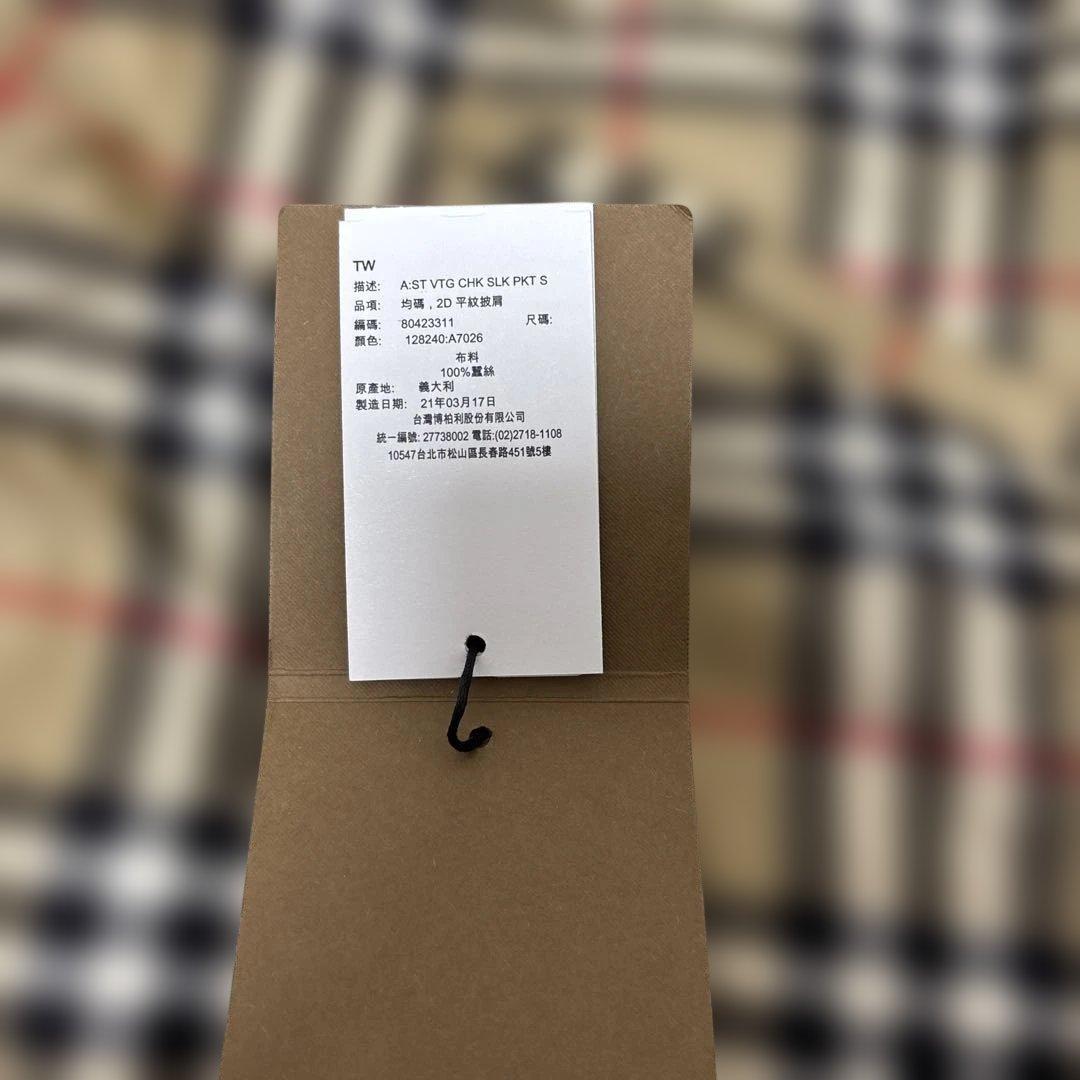 TW
描述: A:ST VTG CHK SLK PKT S
品項: 均碼，2D 平紋披肩
編碼: 80423311 尺碼:
顏色: 128240:A7026
布料
100%蠶絲
原產地: 義大利
製造日期: 21年03月17日
台灣博柏利股份有限公司
統一編號: 27738002 電話:(02)2718-1108
10547台北市松山區長春路451號5樓